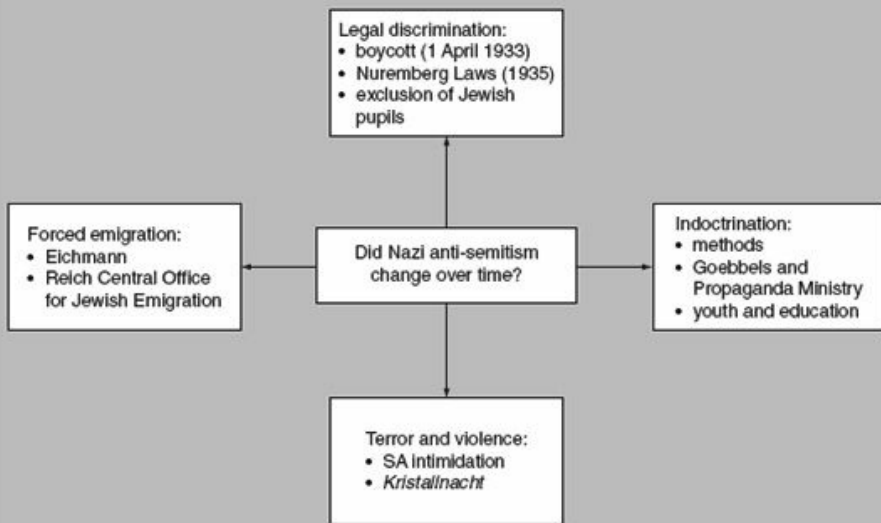 Legal discrimination:
• boycott (1 April 1933)
• Nuremberg Laws (1935)
• exclusion of Jewish
pupils
Forced emigration:
• Eichmann
• Reich Central Office
for Jewish Emigration
Did Nazi anti-semitism
change over time?
Indoctrination:
• methods
• Goebbels and
Propaganda Ministry
• youth and education
Terror and violence:
• SA intimidation
• Kristallnacht